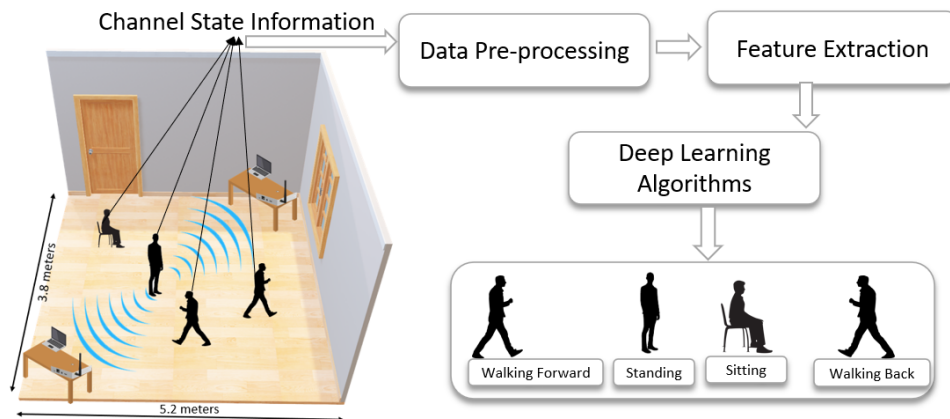 Channel State Information
Data Pre-processing
Feature Extraction
Deep Learning
Algorithms
3.8 meters
5.2 meters
Walking Forward
Standing
Sitting
Walking Back